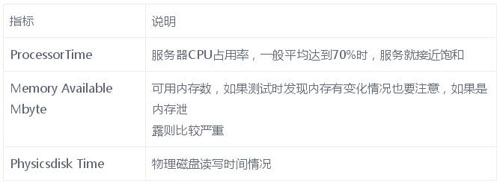 指标 说明
ProcessorTime 服务器CPU占用率，一般平均达到70%时，服务就接近饱和
Memory Available Mbyte 可用内存数，如果测试时发现内存有变化情况也要注意，如果是内存泄
露则比较严重
Physicsdisk Time 物理磁盘读写时间情况